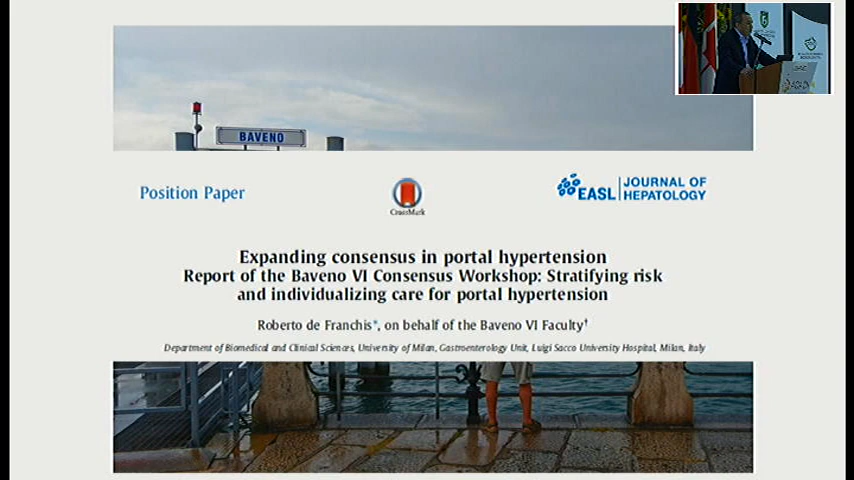 BAVENO
Position Paper
CrossMark
EASL
JOURNAL OF
HEPATOLOGY
Expanding consensus in portal hypertension
Report of the Baveno VI Consensus Workshop: Stratifying risk
and individualizing care for portal hypertension
Roberto de Franchis*, on behalf of the Baveno VI Faculty†
Department of Biomedical and Clinical Sciences, University of Milan, Gastroenterology Unit, Luigi Sacco University Hospital, Milan, Italy